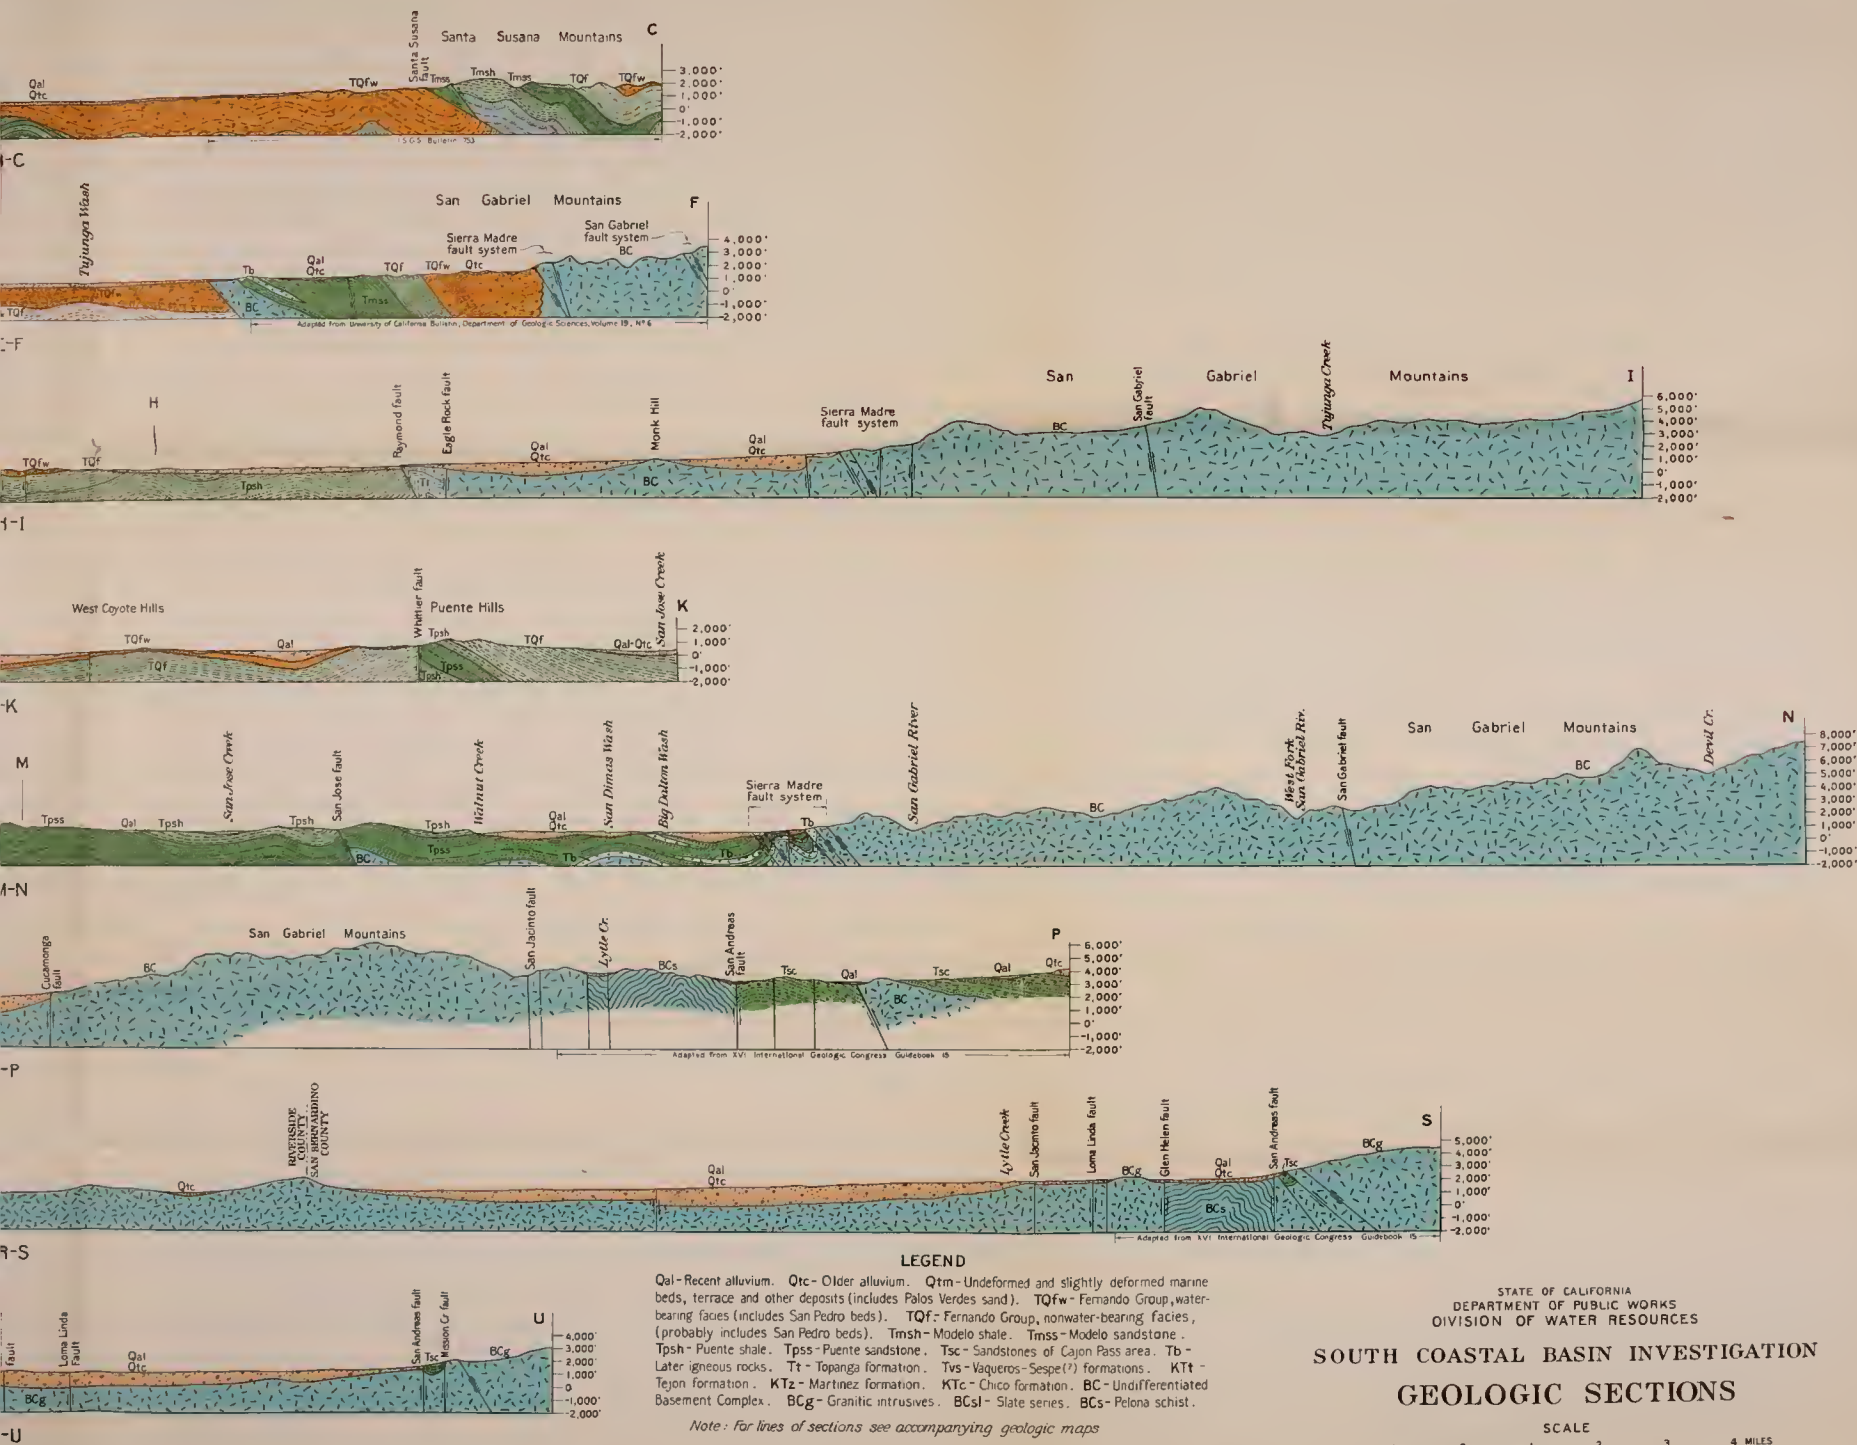 Santa Susana Fault
Santa Susana Mountains
C
Qal
Qtc
TQfw
Tmss
Tmsh
Tmss
TQf
TQfw
3,000'
2,000'
1,000'
0'
-1,000'
-2,000'
Bulletin 753
-C
Tujunga Wash
San Gabriel Mountains
F
Sierra Madre
fault system
San Gabriel
fault system
BC
Tb
Qal
Qtc
TQf
TQfw
Qtc
TQf
BC
Tmss
4,000'
3,000'
2,000'
1,000'
0'
-1,000'
-2,000'
Adapted from University of California Bulletin, Department of Geologic Sciences, Volume 19, Nº 6
-F
H
Raymond fault
Eagle Rock fault
Monk Hill
Sierra Madre
fault system
San Gabriel Mountains
San Gabriel
fault
Tujunga Creek
I
TQfw
TQf
Tpsh
Tt
Qal
Qtc
BC
Qal
Qtc
BC
6,000'
5,000'
4,000'
3,000'
2,000'
1,000'
0'
-1,000'
-2,000'
-I
West Coyote Hills
Whittier fault
Puente Hills
San Jose Creek
K
TQfw
Qal
Tpsh
TQf
Qal-Qtc
TQf
Tpss
Tpsh
2,000'
1,000'
0'
-1,000'
-2,000'
-K
M
San Jose Creek
San Jose fault
Walnut Creek
San Dimas Wash
Big Dalton Wash
Sierra Madre
fault system
San Gabriel River
West Fork
San Gabriel Riv.
San Gabriel fault
San Gabriel Mountains
Devil Cr.
N
Tpss
Qal
Tpsh
Tpsh
Tpsh
Qal
Qtc
Tb
BC
BC
BC
Tpss
Tb
Tb
8,000'
7,000'
6,000'
5,000'
4,000'
3,000'
2,000'
1,000'
0'
-1,000'
-2,000'
-N
Cucamonga
fault
San Gabriel Mountains
San Jacinto fault
Lytle Cr.
San Andreas
fault
P
BC
BCs
Tsc
Qal
Tsc
Qal
Qtc
BC
6,000'
5,000'
4,000'
3,000'
2,000'
1,000'
0'
-1,000'
-2,000'
Adapted from XVI International Geologic Congress Guidebook 15
-P
RIVERSIDE
COUNTY
SAN BERNARDINO
COUNTY
Lytle Creek
San Jacinto fault
Loma Linda fault
Glen Helen fault
San Andreas fault
S
Qtc
Qal
Qtc
BCg
Qal
Qtc
Tsc
BCg
BCs
5,000'
4,000'
3,000'
2,000'
1,000'
0'
-1,000'
-2,000'
Adapted from XVI International Geologic Congress Guidebook 15
-S
fault
Loma Linda
Fault
Qal
Qtc
San Andreas fault
Mission Cr fault
Tsc
BCg
U
BCg
4,000'
3,000'
2,000'
1,000'
0
-1,000'
-2,000'
-U
LEGEND
Qal-Recent alluvium. Qtc-Older alluvium. Qtm-Undeformed and slightly deformed marine
beds, terrace and other deposits (includes Palos Verdes sand). TQfw-Fernando Group, water-
bearing facies (includes San Pedro beds). TQf-Fernando Group, nonwater-bearing facies,
(probably includes San Pedro beds). Tmsh-Modelo shale. Tmss-Modelo sandstone.
Tpsh-Puente shale. Tpss-Puente sandstone. Tsc-Sandstones of Cajon Pass area. Tb-
Later igneous rocks. Tt-Topanga formation. Tvs-Vaqueros-Sespe(?) formations. KTt-
Tejon formation. KTz-Martinez formation. KTc-Chico formation. BC-Undifferentiated
Basement Complex. BCg-Granitic intrusives. BCsl-Slate series. BCs-Pelona schist.
Note: For lines of sections see accompanying geologic maps
STATE OF CALIFORNIA
DEPARTMENT OF PUBLIC WORKS
DIVISION OF WATER RESOURCES
SOUTH COASTAL BASIN INVESTIGATION
GEOLOGIC SECTIONS
SCALE
4 MILES